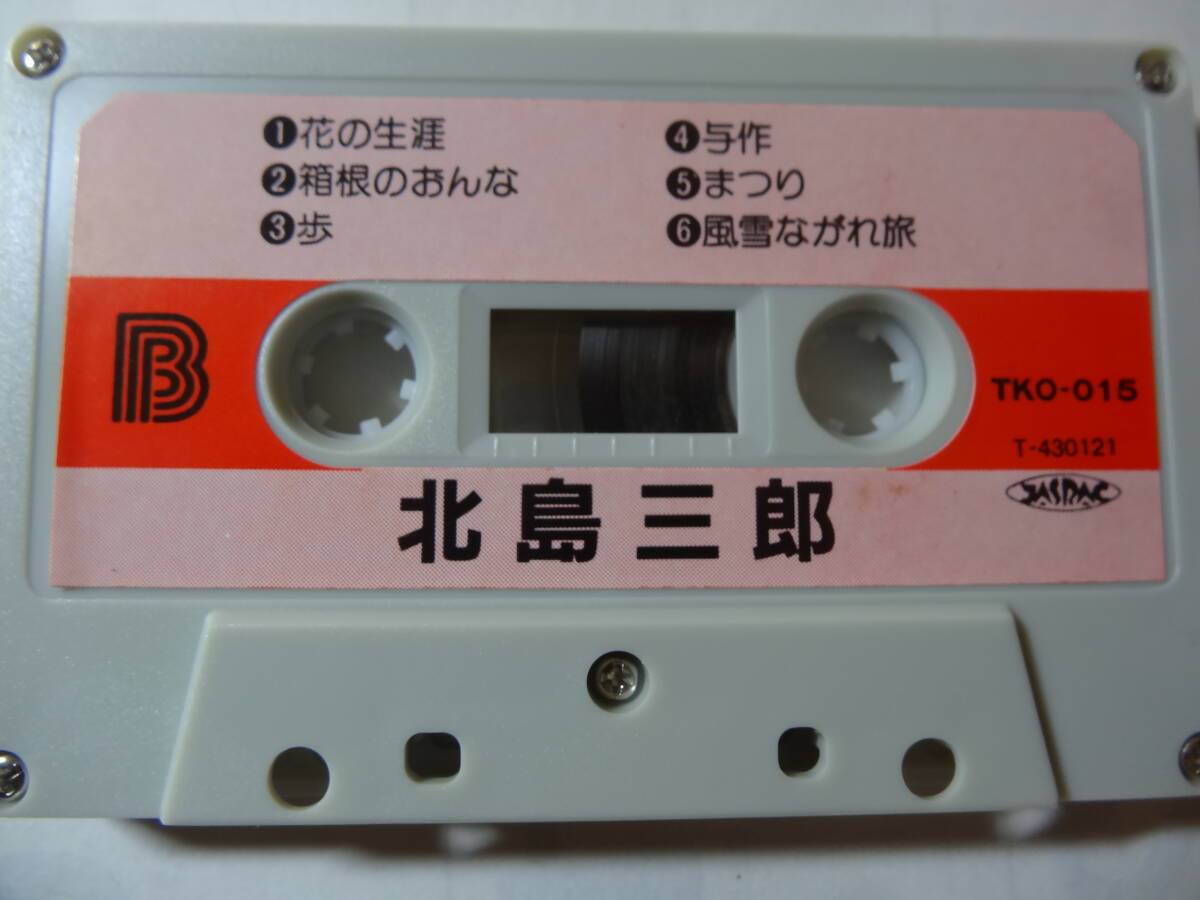 ❶花の生涯
❷箱根のおんな
❸歩
❹与作
❺まつり
❻風雪ながれ旅
B
TKO-015
T-430121
JASRAC
北島三郎